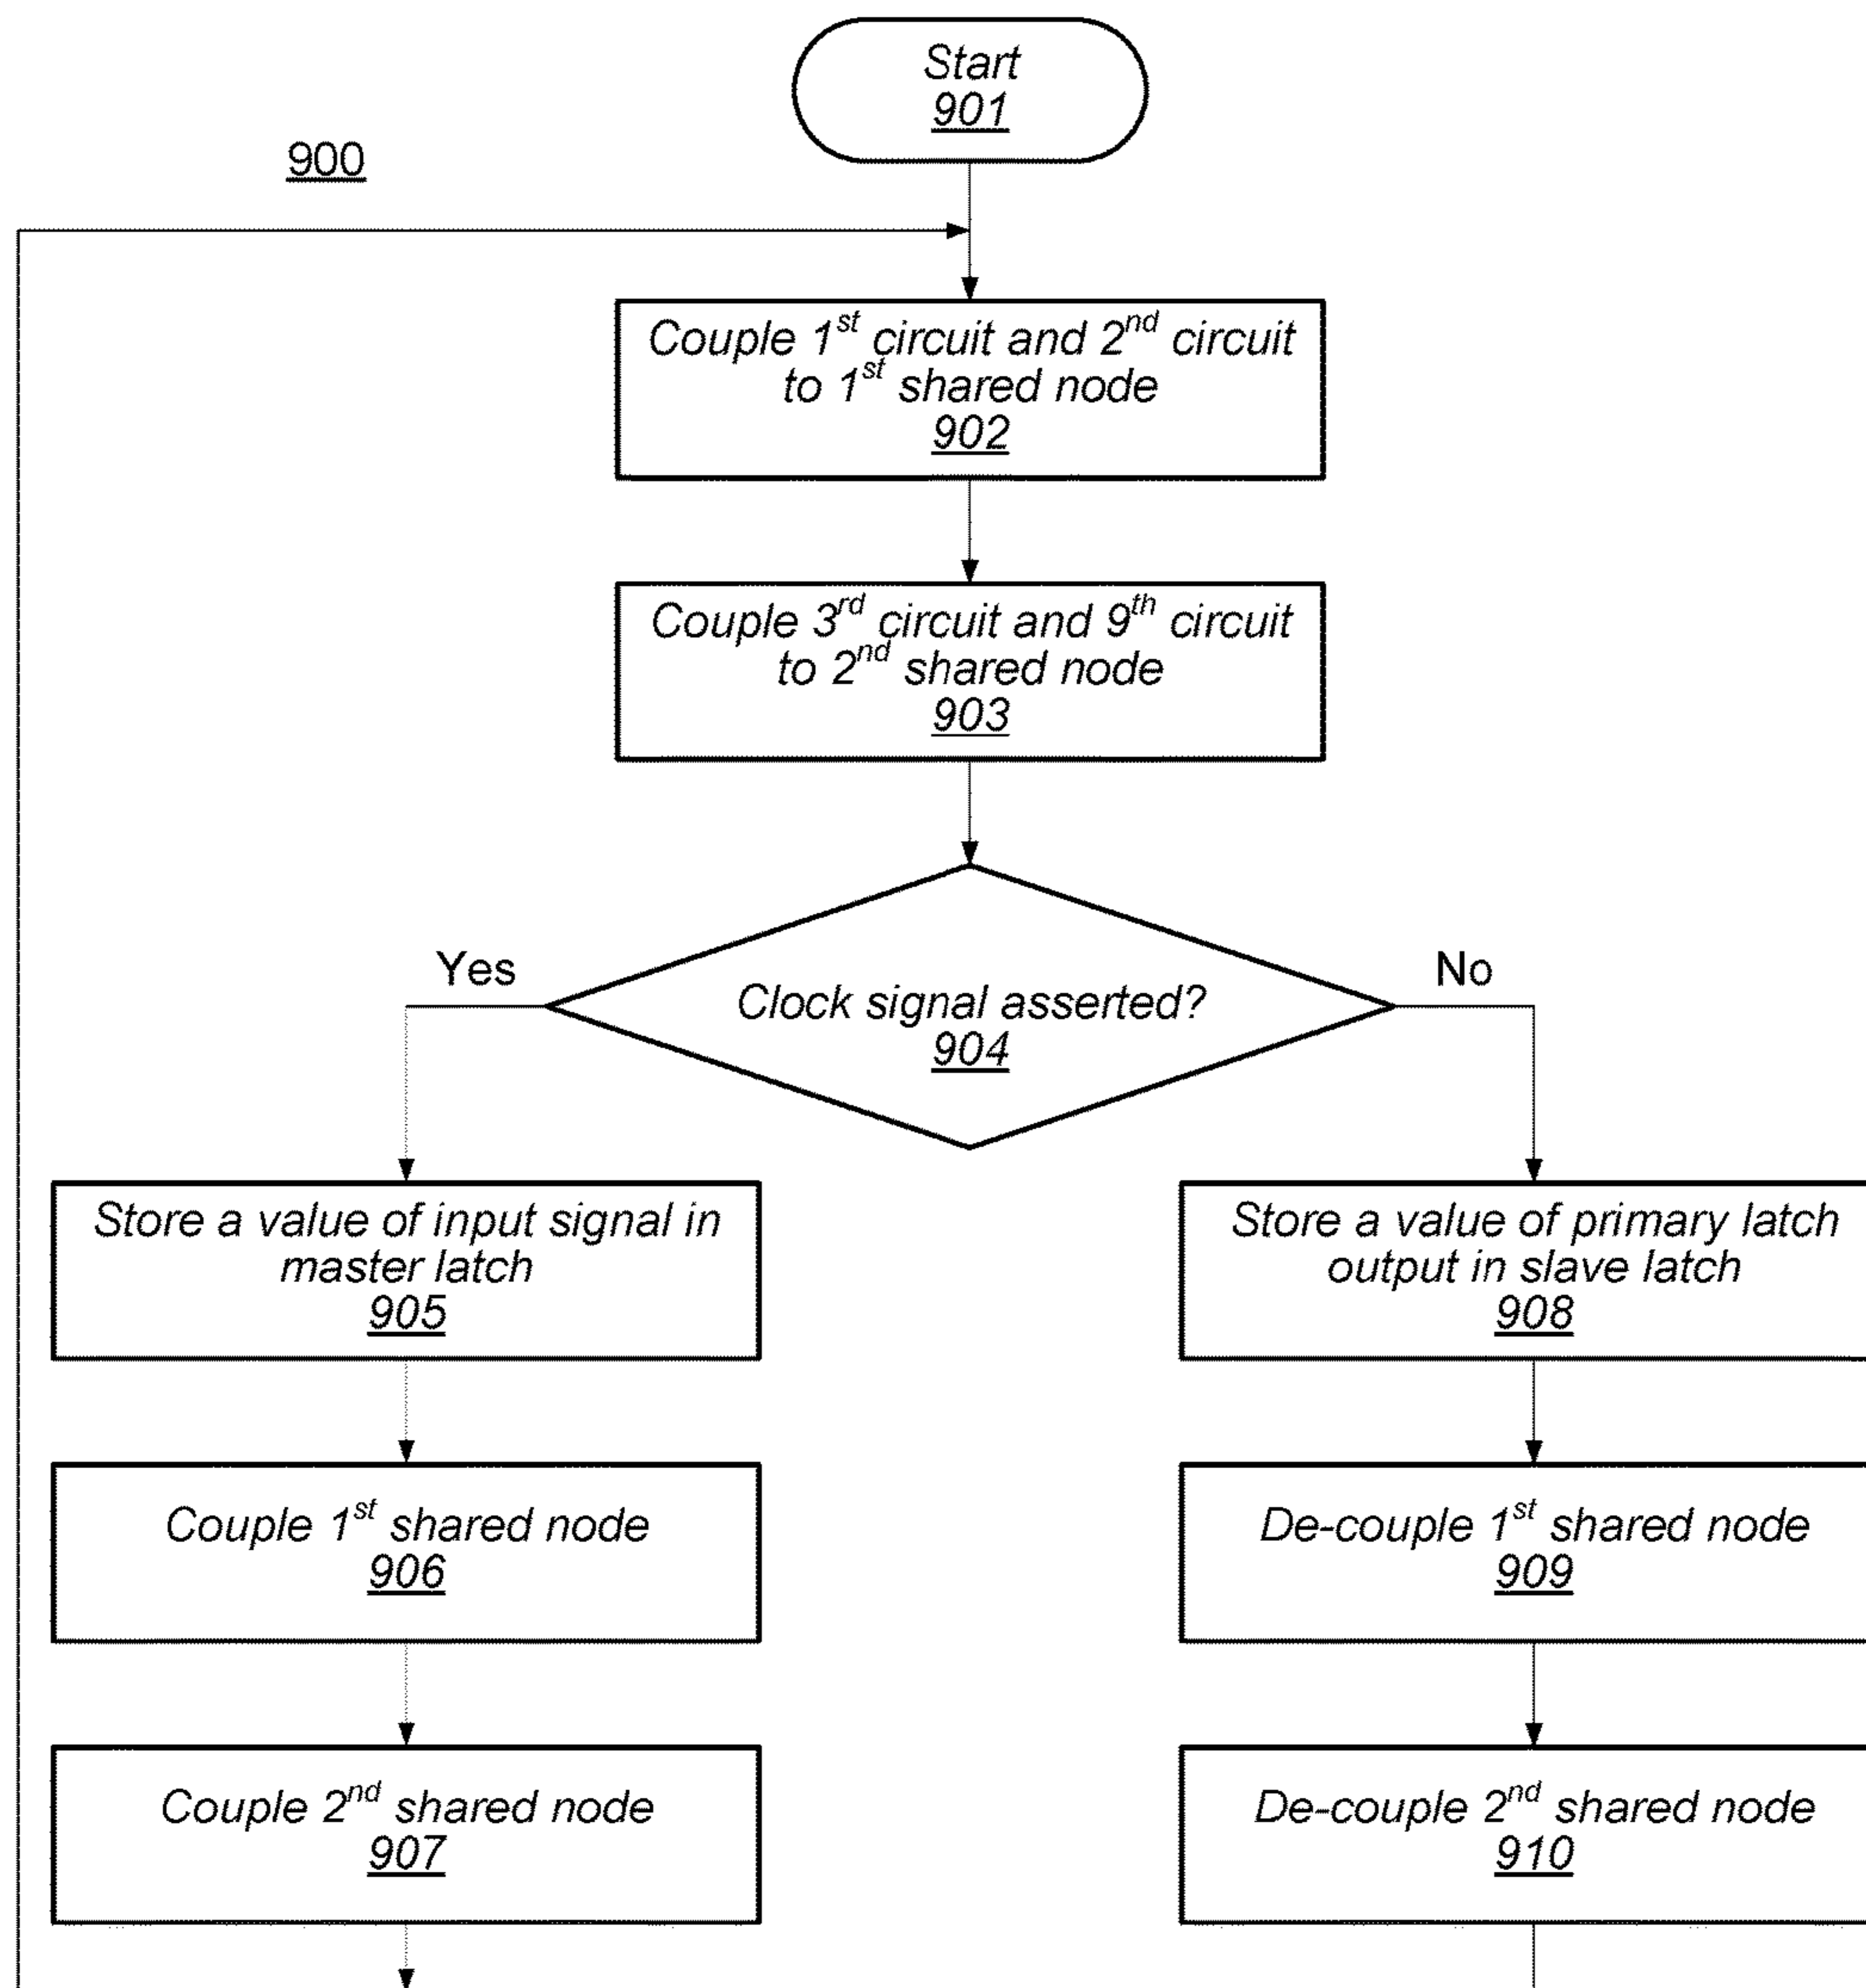 Start
901
900
Couple 1st circuit and 2nd circuit
to 1st shared node
902
Couple 3rd circuit and 9th circuit
to 2nd shared node
903
Yes
No
Clock signal asserted?
904
Store a value of input signal in
master latch
905
Store a value of primary latch
output in slave latch
908
Couple 1st shared node
906
De-couple 1st shared node
909
Couple 2nd shared node
907
De-couple 2nd shared node
910